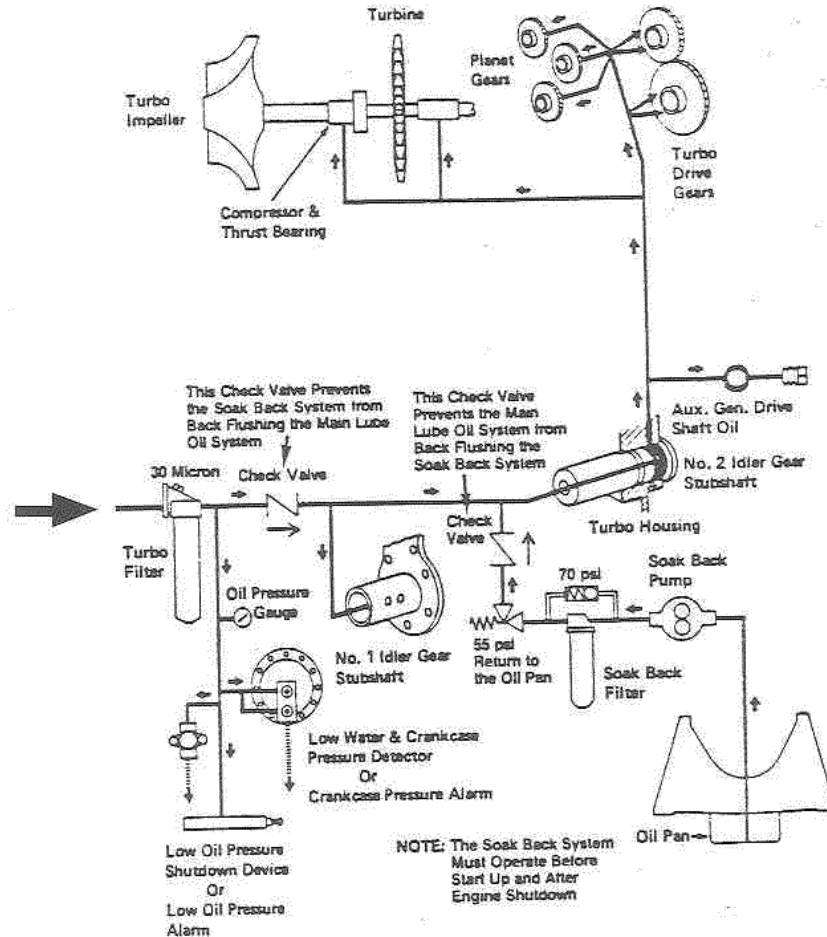 Turbine
Planet
Gears
Turbo
Impeller
Turbo
Drive
Gears
Compressor &
Thrust Bearing
This Check Valve Prevents
the Soak Back System from
Back Flushing the Main Lube
Oil System
This Check Valve
Prevents the Main
Lube Oil System from
Back Flushing the
Soak Back System
Aux. Gen. Drive
Shaft Oil
30 Micron
Check Valve
No. 2 Idler Gear
Stubshaft
Turbo
Filter
Check
Valve
Turbo Housing
Soak Back
Pump
70 psi
Oil Pressure
Gauge
No. 1 Idler Gear
Stubshaft
55 psi
Return to
the Oil Pan
Soak Back
Filter
Low Water & Crankcase
Pressure Detector
Or
Crankcase Pressure Alarm
Oil Pan
NOTE: The Soak Back System
Must Operate Before
Start Up and After
Engine Shutdown
Low Oil Pressure
Shutdown Device
Or
Low Oil Pressure
Alarm